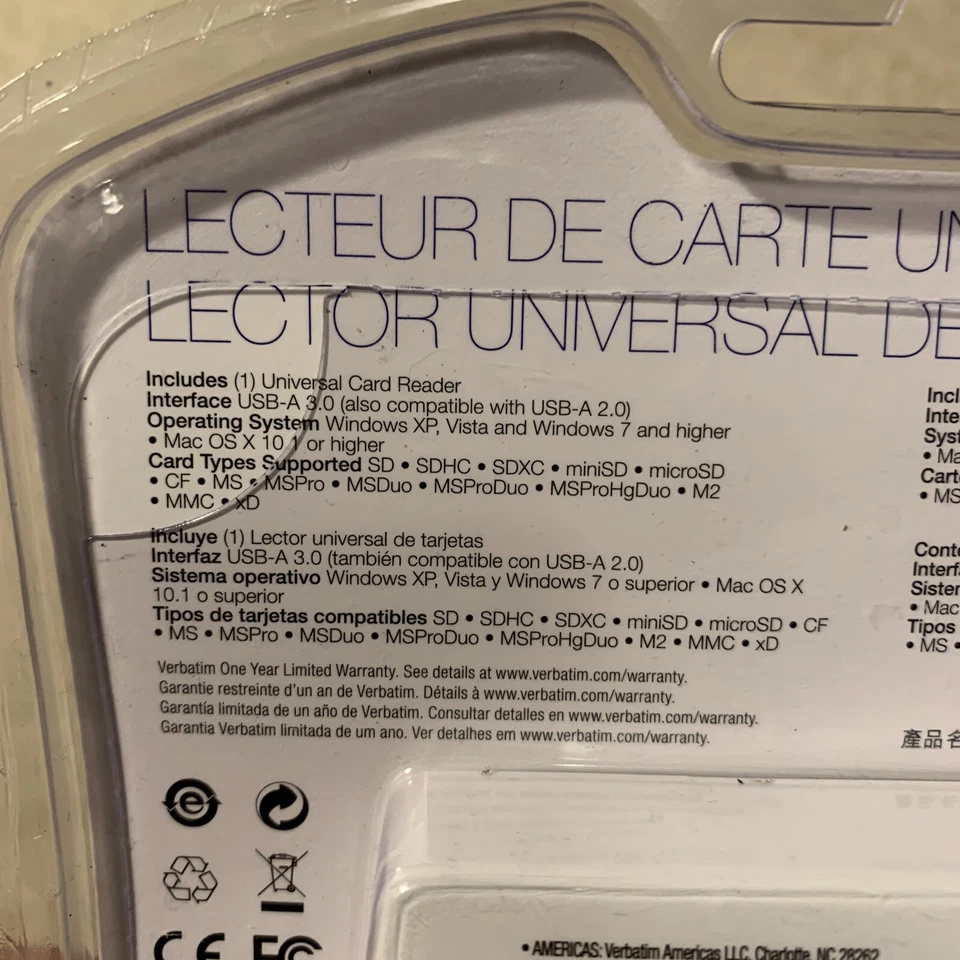 LECTEUR DE CARTE UN
LECTOR UNIVERSAL DE
Includes (1) Universal Card Reader
Interface USB-A 3.0 (also compatible with USB-A 2.0)
Operating System Windows XP, Vista and Windows 7 and higher
• Mac OS X 10.1 or higher
Card Types Supported SD • SDHC • SDXC • miniSD • microSD
• CF • MS • MSPro • MSDuo • MSProDuo • MSProHgDuo • M2
• MMC • xD
Incluye (1) Lector universal de tarjetas
Interfaz USB-A 3.0 (también compatible con USB-A 2.0)
Sistema operativo Windows XP, Vista y Windows 7 o superior • Mac OS X
10.1 o superior
Tipos de tarjetas compatibles SD • SDHC • SDXC • miniSD • microSD • CF
• MS • MSPro • MSDuo • MSProDuo • MSProHgDuo • M2 • MMC • xD
Verbatim One Year Limited Warranty. See details at www.verbatim.com/warranty.
Garantie restreinte d'un an de Verbatim. Détails à www.verbatim.com/warranty.
Garantía limitada de un año de Verbatim. Consultar detalles en www.verbatim.com/warranty.
Garantia Verbatim limitada de um ano. Ver detalhes em www.verbatim.com/warranty.
Incl
Inte
Syst
• Ma
Cart
• MS
Cont
Interf
Sister
• Mac
Tipos
• MS •
產品名
CE FC
• AMERICAS: Verbatim Americas LLC, Charlotte, NC 28262